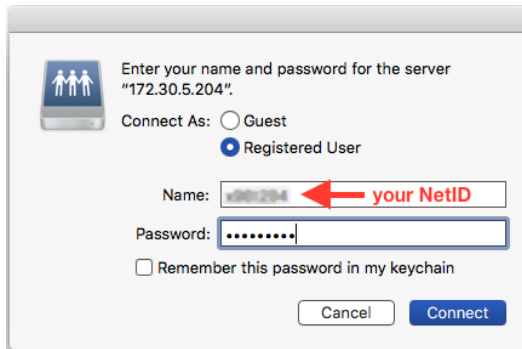 Enter your name and password for the server
“172.30.5.204”.
Connect As: Guest
Registered User
Name: your NetID
Password: •••••••••
Remember this password in my keychain
Cancel Connect